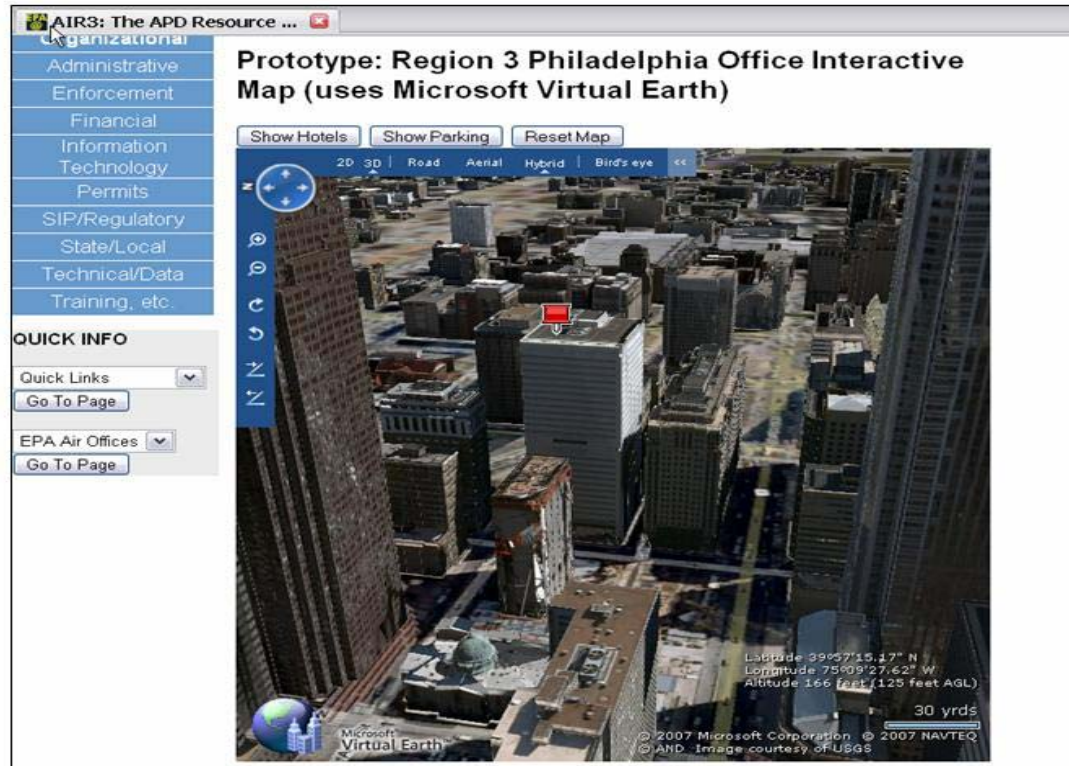 AIR3: The APD Resource ...
Organizational
Administrative
Enforcement
Financial
Information
Technology
Permits
SIP/Regulatory
State/Local
Technical/Data
Training, etc.
QUICK INFO
Quick Links
Go To Page
EPA Air Offices
Go To Page
Prototype: Region 3 Philadelphia Office Interactive
Map (uses Microsoft Virtual Earth)
Show Hotels Show Parking Reset Map
2D 3D | Road Aerial Hybrid | Bird's eye <<
N
Latitude 39°57'15.17" N
Longitude 75°09'27.62" W
Altitude 166 feet (125 feet AGL)
30 yrds
Microsoft
Virtual Earth
© 2007 Microsoft Corporation © 2007 NAVTEQ
© AND Image courtesy of USGS